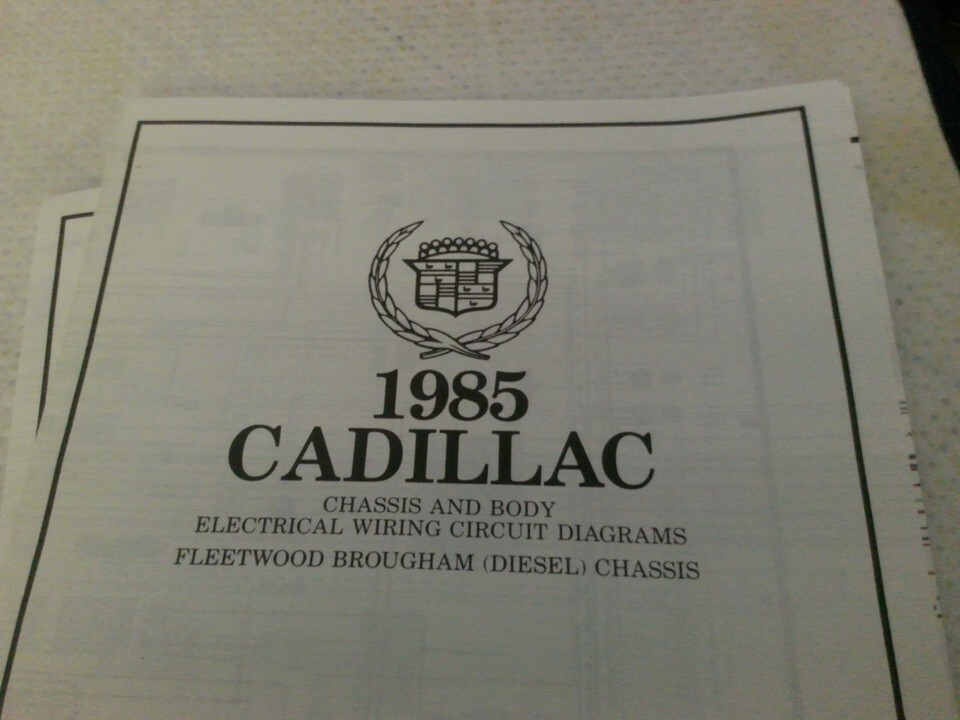 1985
CADILLAC
CHASSIS AND BODY
ELECTRICAL WIRING CIRCUIT DIAGRAMS
FLEETWOOD BROUGHAM (DIESEL) CHASSIS